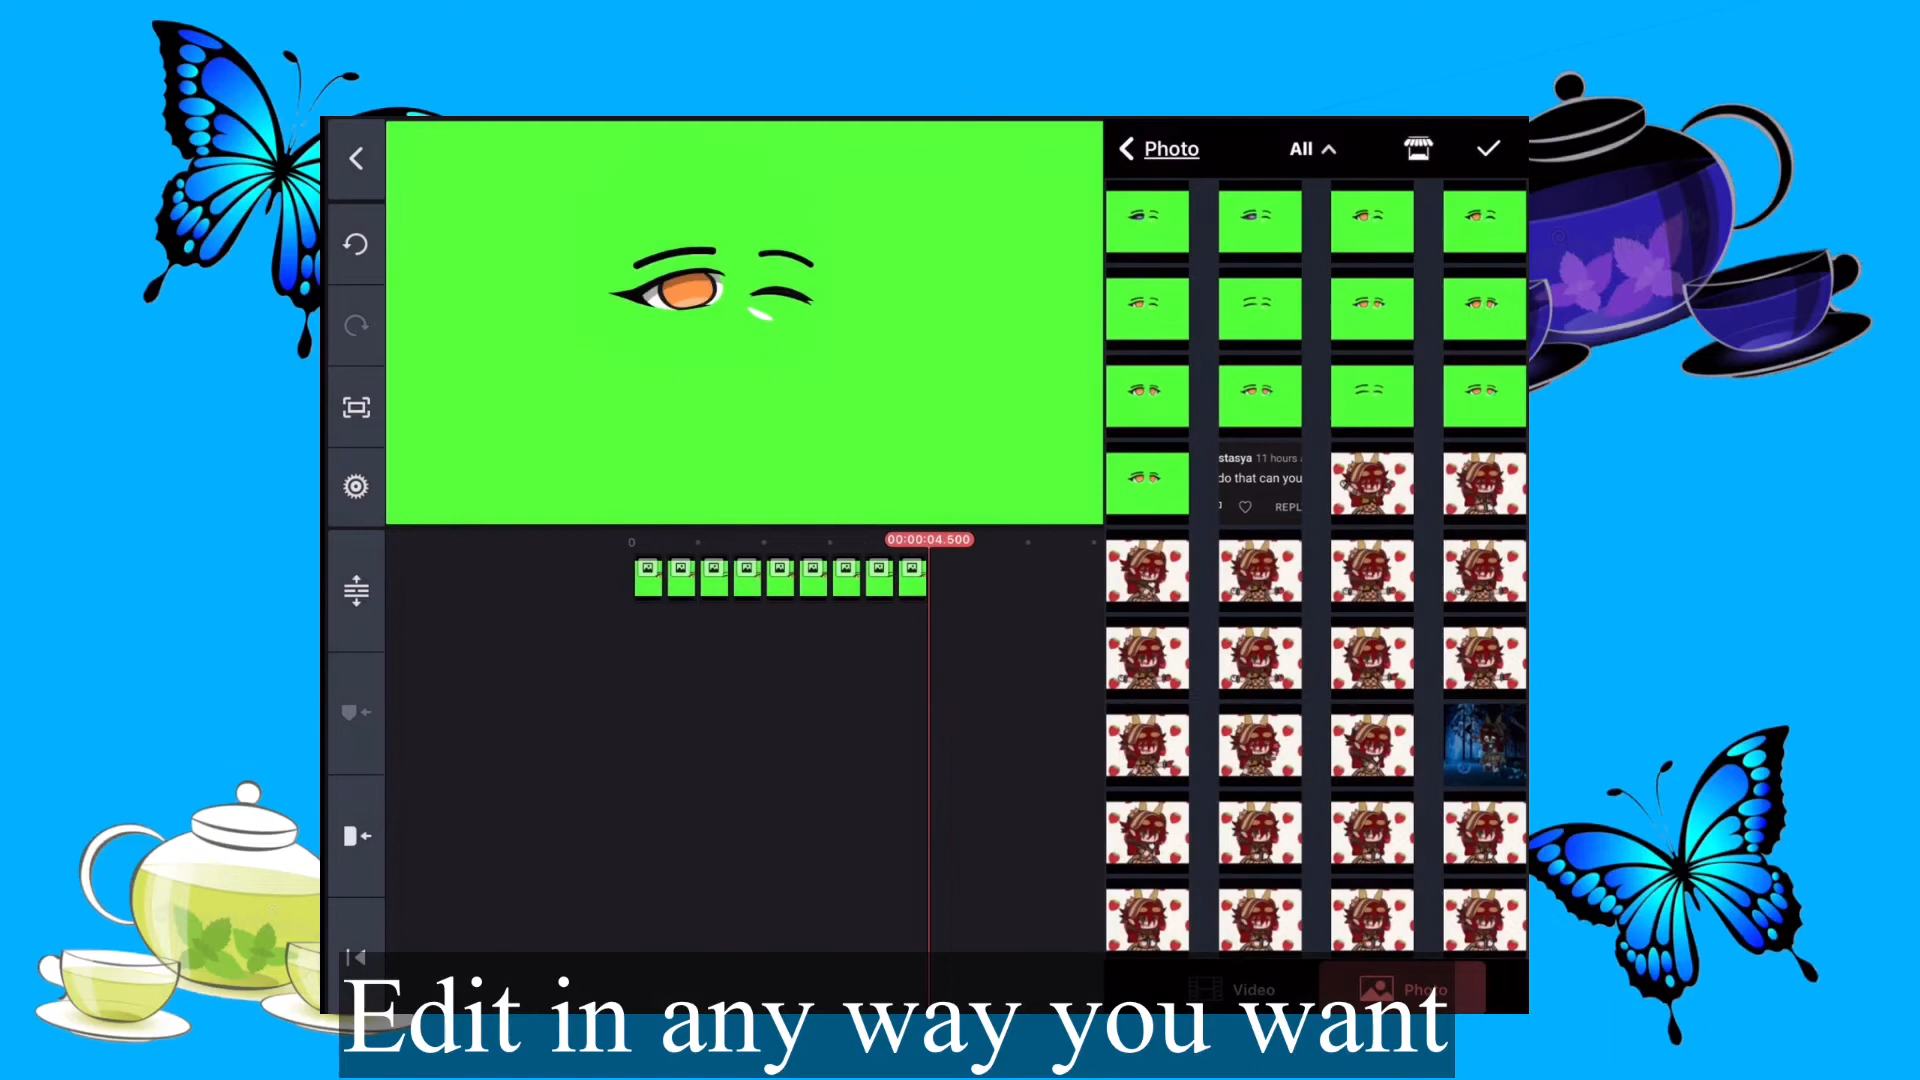 Photo
All
stasya 11 hours
do that can you
REPL
0
00:00:04.500
Video
Photo
Edit in any way you want